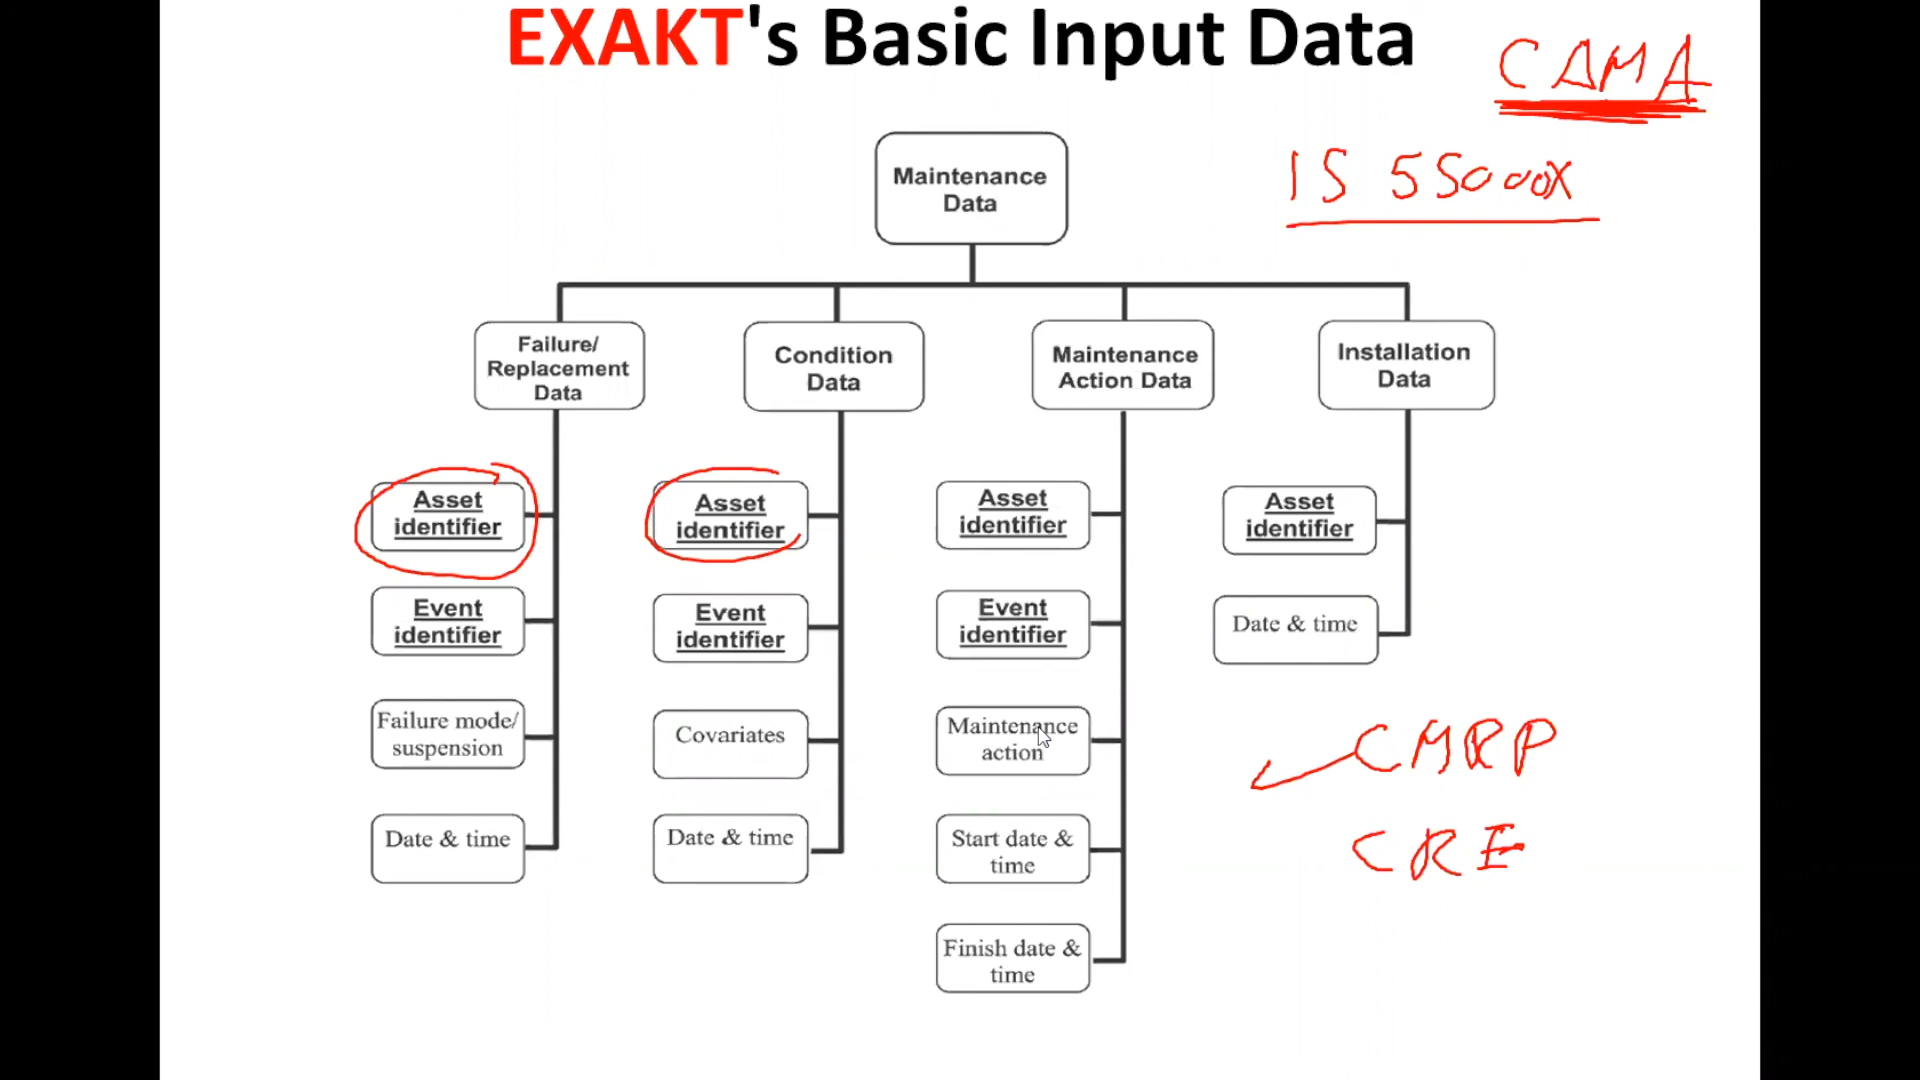 EXAKT's Basic Input Data
CAMA
IS 55000X
Maintenance
Data
Failure/
Replacement
Data
Condition
Data
Maintenance
Action Data
Installation
Data
Asset
identifier
Event
identifier
Failure mode/
suspension
Date & time
Asset
identifier
Event
identifier
Covariates
Date & time
Asset
identifier
Event
identifier
Maintenance
action
Start date &
time
Finish date &
time
Asset
identifier
Date & time
CMRP
CRE